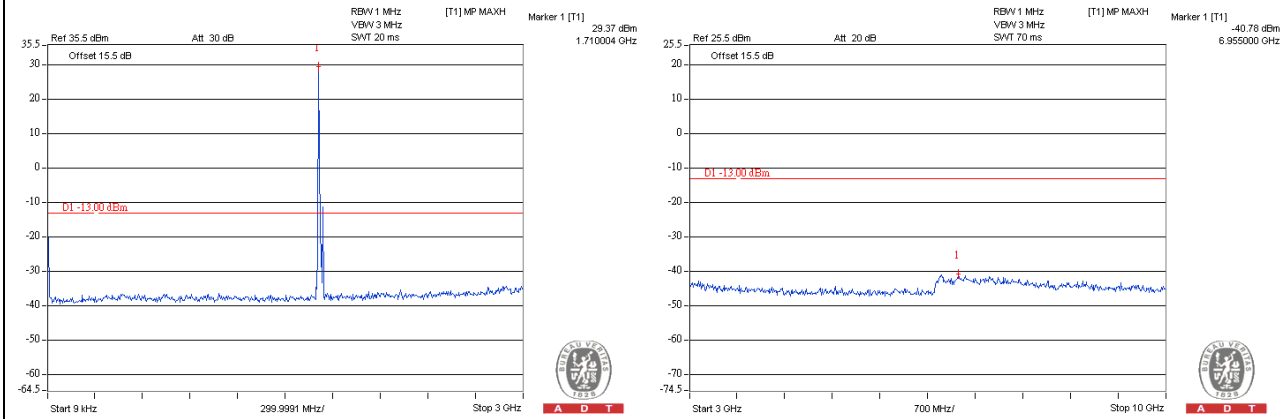 RBW 1 MHz [T1] MP MAXH
VBW 3 MHz
Ref 35.5 dBm Att 30 dB SWT 20 ms
Marker 1 [T1]
29.37 dBm
1.710004 GHz
35.5
Offset 15.5 dB
1
30
20
10
0
-10
D1 -13.00 dBm
-20
-30
-40
-50
-60
-64.5
Start 9 kHz 299.9991 MHz/ Stop 3 GHz
BUREAU VERITAS
1828
A D T
RBW 1 MHz [T1] MP MAXH
VBW 3 MHz
Ref 25.5 dBm Att 20 dB SWT 70 ms
Marker 1 [T1]
-40.78 dBm
6.955000 GHz
25.5
Offset 15.5 dB
20
10
0
-10
D1 -13.00 dBm
-20
-30
1
-40
-50
-60
-70
-74.5
Start 3 GHz 700 MHz/ Stop 10 GHz
BUREAU VERITAS
1828
A D T